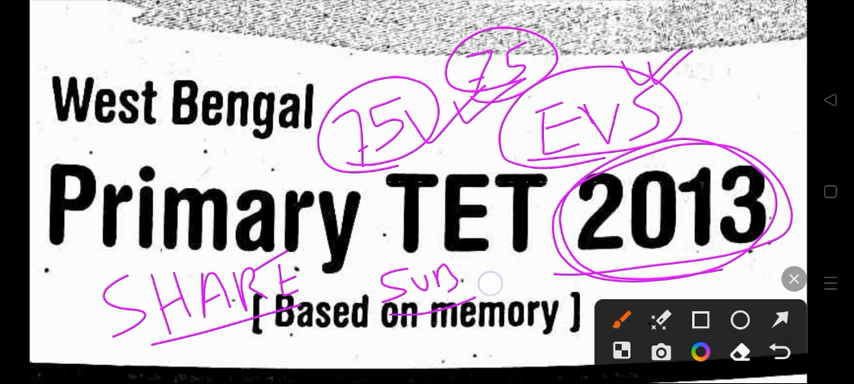 75
West Bengal 75 EVS
Primary TET 2013
SHARE SUB
[ Based on memory ]